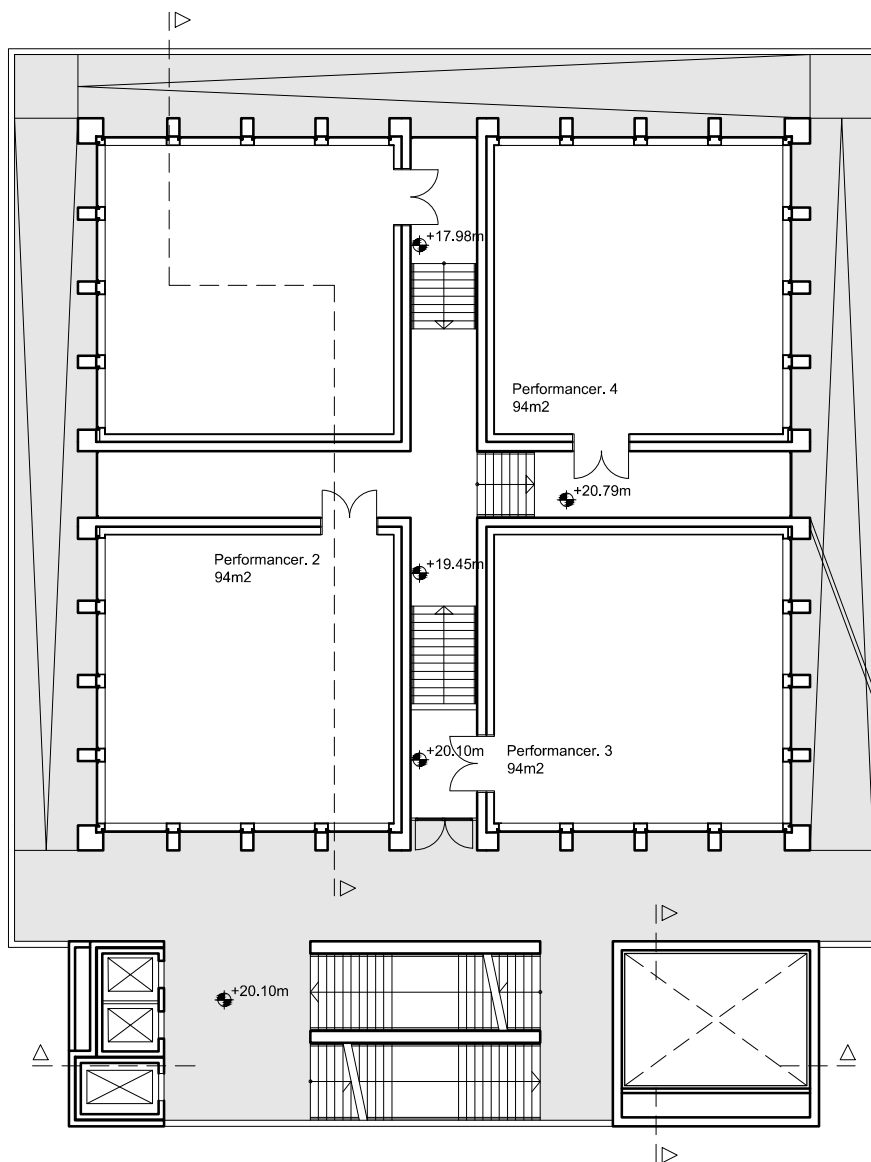 +17.98m
Performancer. 4
94m2
+20.79m
Performancer. 2
94m2
+19.45m
+20.10m
Performancer. 3
94m2
+20.10m